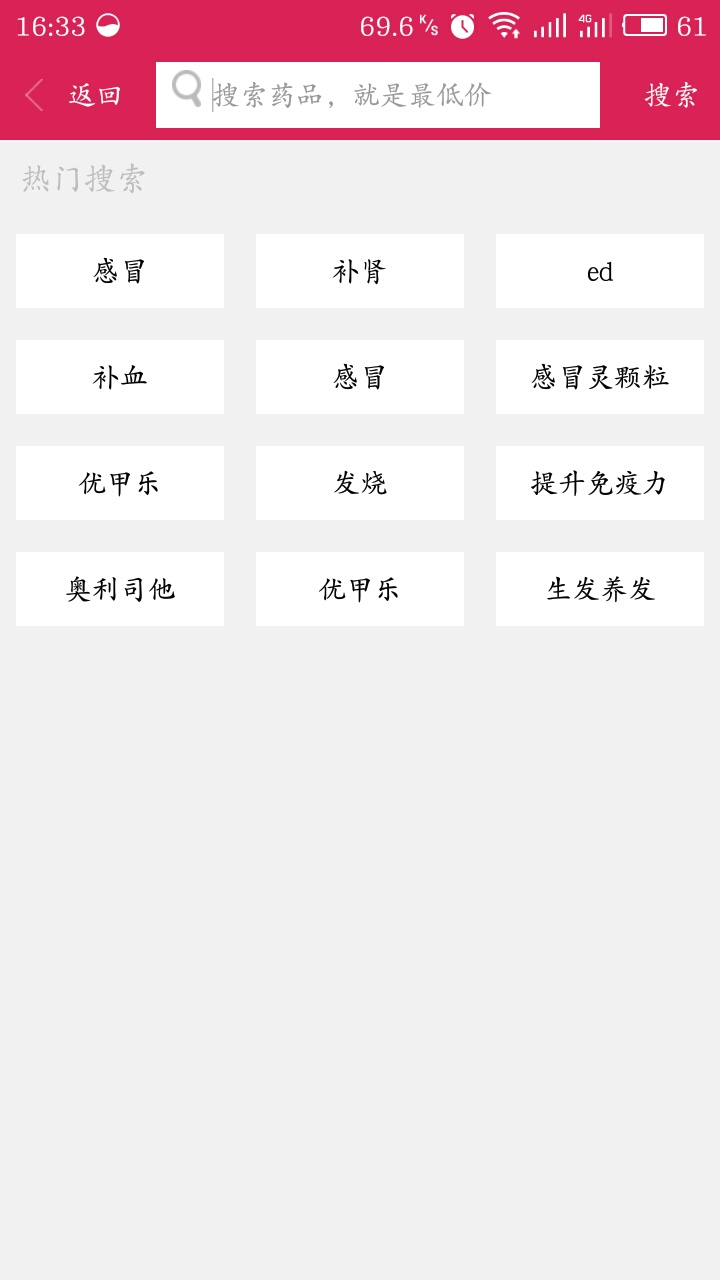 16:33 69.6 K/s 4G 61
返回 搜索药品，就是最低价 搜索
热门搜索
感冒 补肾 ed
补血 感冒 感冒灵颗粒
优甲乐 发烧 提升免疫力
奥利司他 优甲乐 生发养发